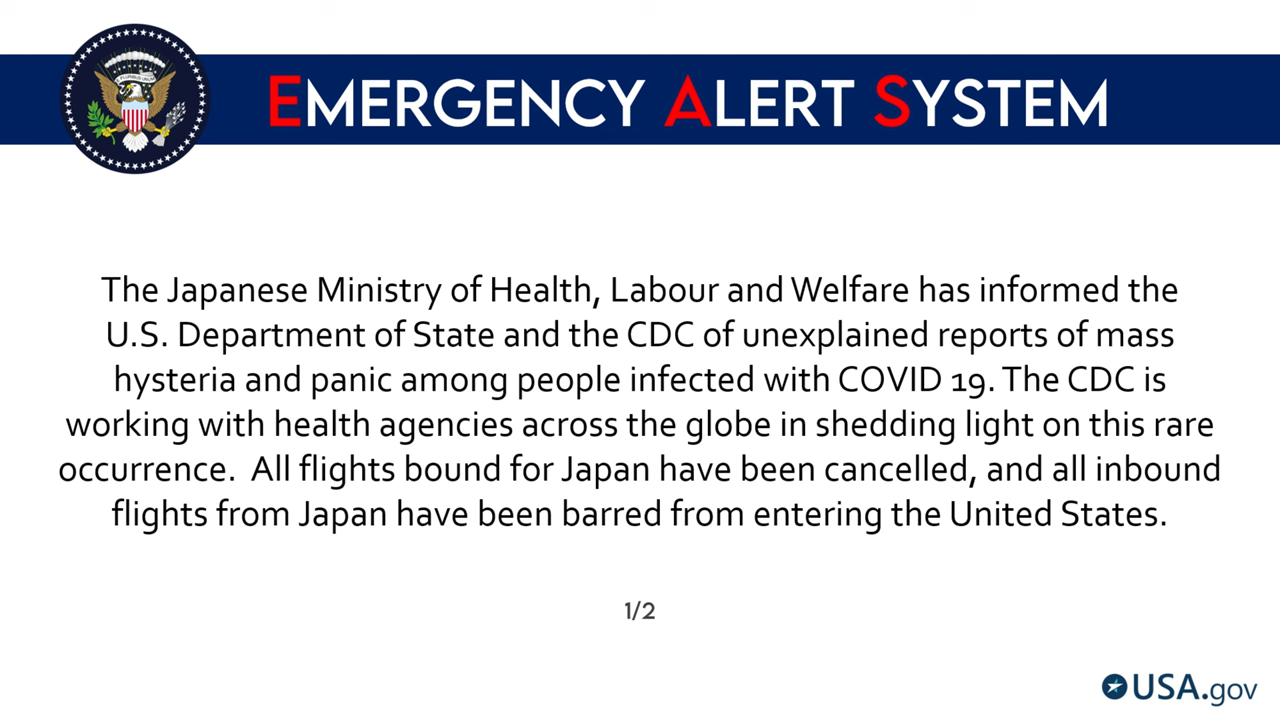 EMERGENCY ALERT SYSTEM
The Japanese Ministry of Health, Labour and Welfare has informed the
U.S. Department of State and the CDC of unexplained reports of mass
hysteria and panic among people infected with COVID 19. The CDC is
working with health agencies across the globe in shedding light on this rare
occurrence.  All flights bound for Japan have been cancelled, and all inbound
flights from Japan have been barred from entering the United States.
1/2
USA.gov